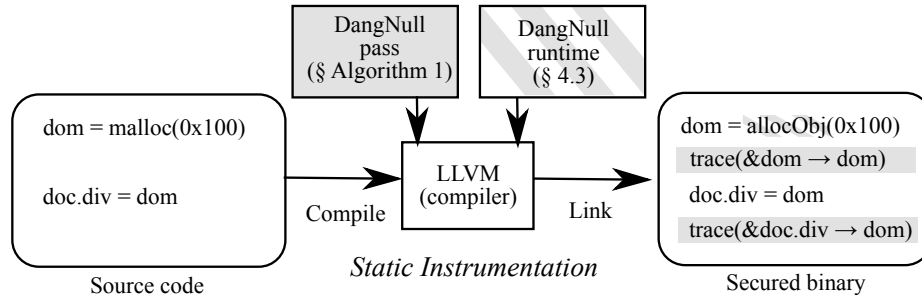 DangNull
pass
(§ Algorithm 1)
DangNull
runtime
(§ 4.3)
dom = malloc(0x100)
doc.div = dom
Source code
Compile
LLVM
(compiler)
Link
Static Instrumentation
dom = allocObj(0x100)
trace(&dom → dom)
doc.div = dom
trace(&doc.div → dom)
Secured binary